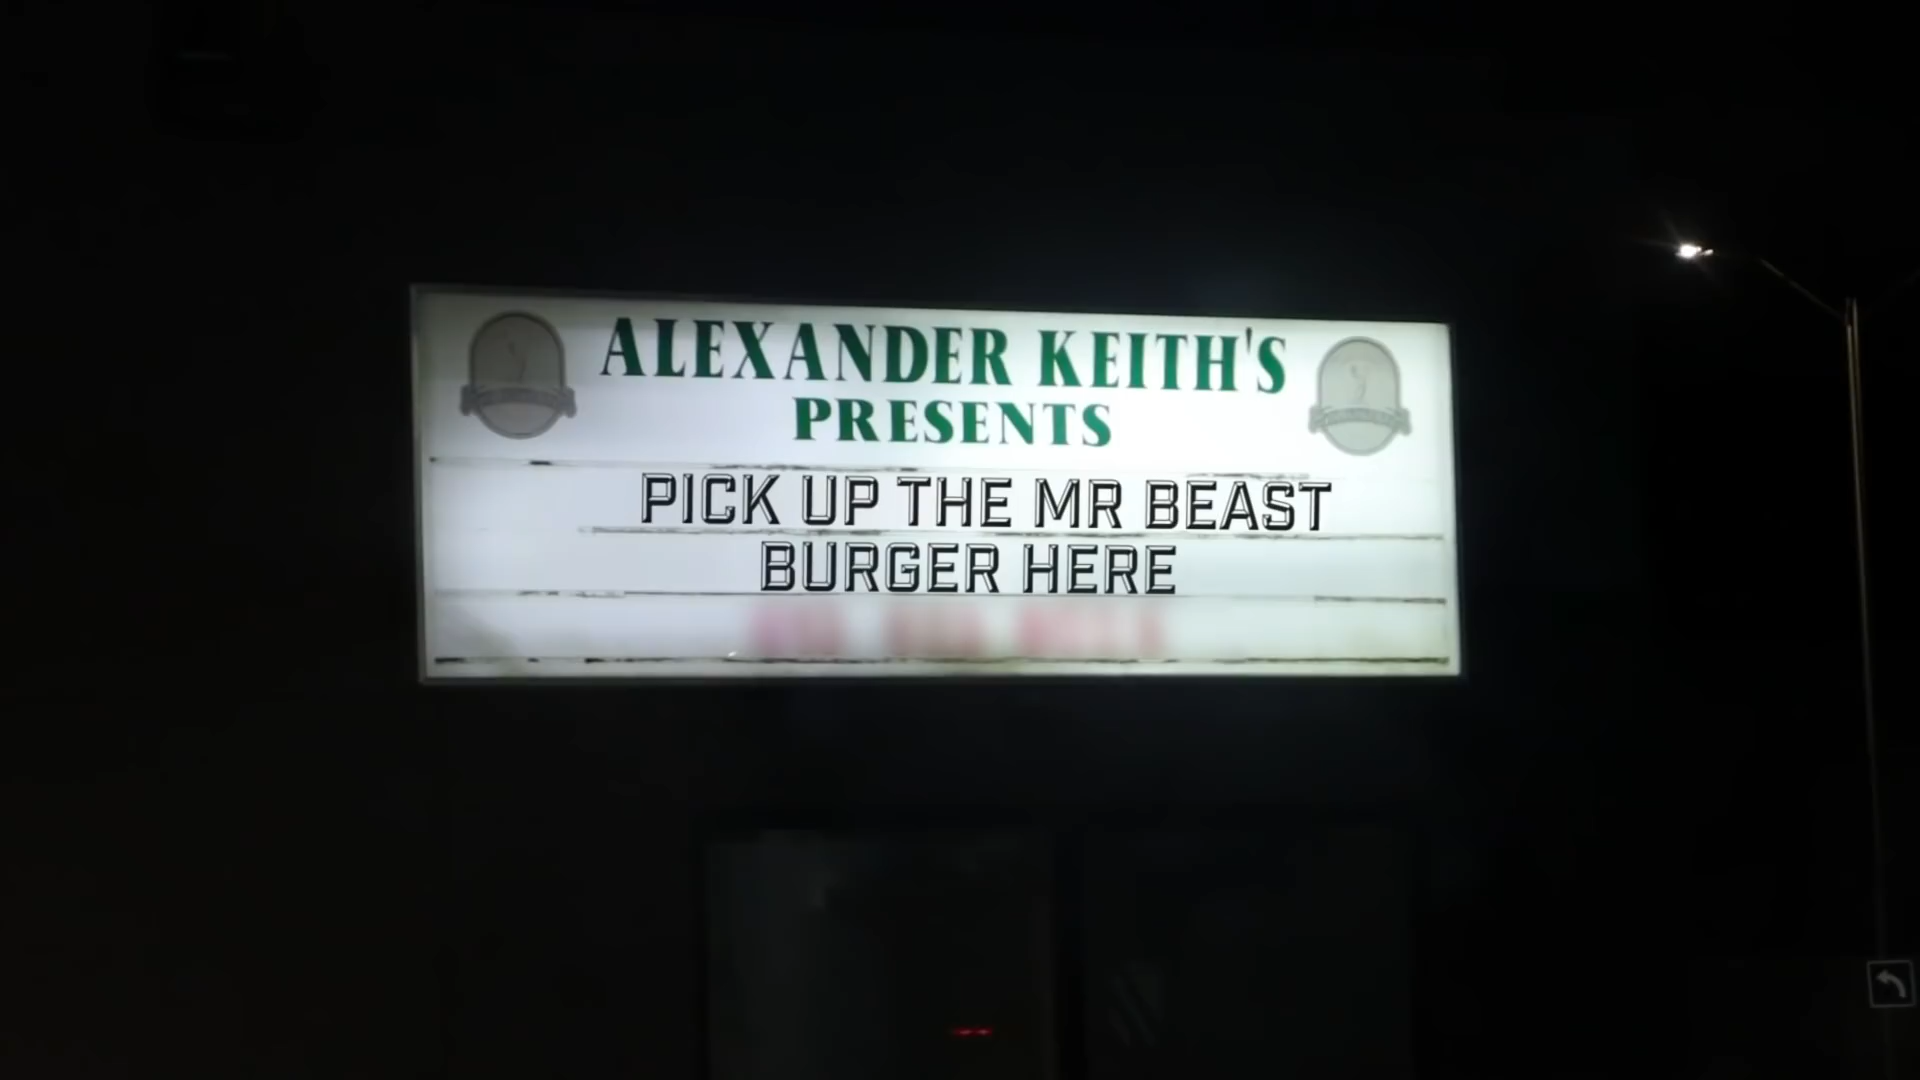 ALEXANDER KEITH'S
PRESENTS
PICK UP THE MR BEAST
BURGER HERE